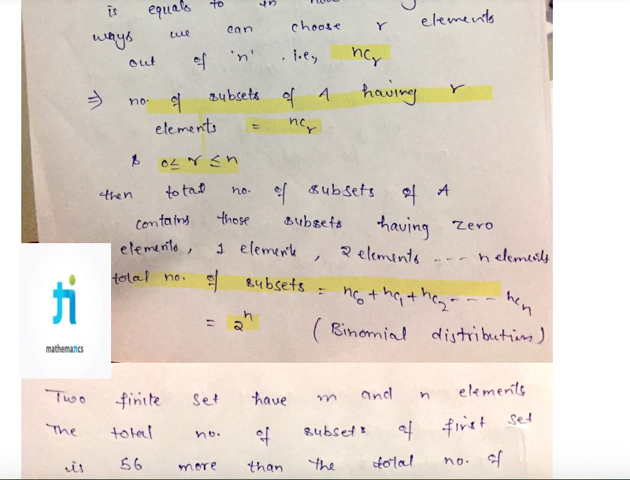 is equals to in how
ways we can choose r elements
out of 'n'. i.e, ncr
⇒ no. of subsets of A having r
elements = ncr
& 0≤ r ≤ n
then total no. of subsets of A
contains those subsets having zero
elements, 1 element, 2 elements ---- n elements
total no. of subsets = nc0 + nc1 + nc2 ---- ncn
= 2^n (Binomial distribution)
mathematics
Two finite set have m and n elements
The total no. of subsets of first set
is 56 more than the total no. of